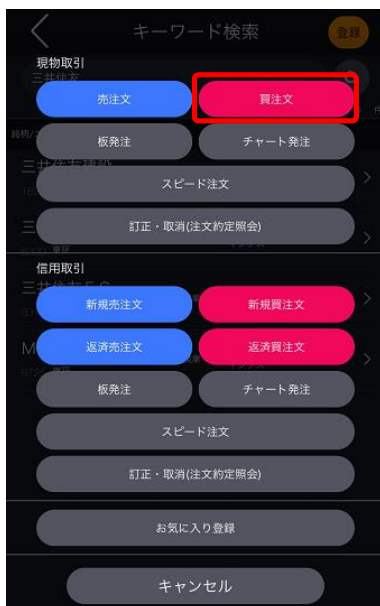 キーワード検索
登録
現物取引
三井住友
売注文
買注文
板発注
チャート発注
スピード注文
訂正・取消(注文約定照会)
信用取引
新規売注文
新規買注文
返済売注文
返済買注文
板発注
チャート発注
スピード注文
訂正・取消(注文約定照会)
お気に入り登録
キャンセル